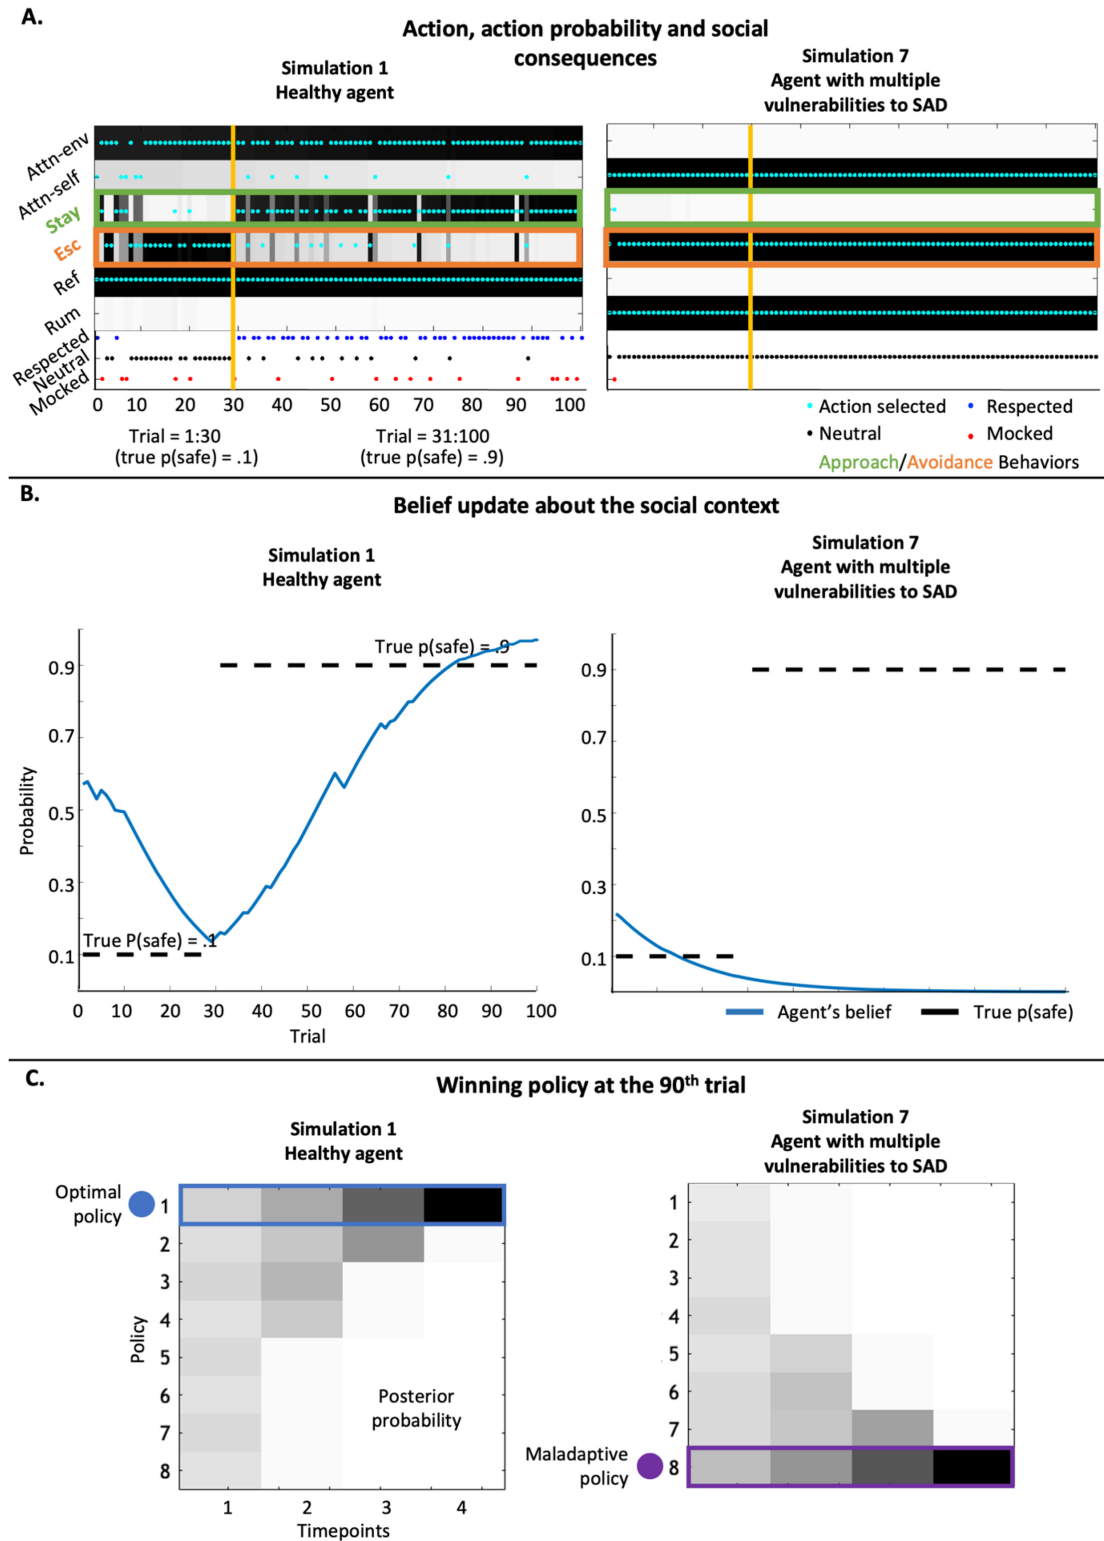 A.
Action, action probability and social
consequences
Simulation 1
Healthy agent
Simulation 7
Agent with multiple
vulnerabilities to SAD
Attn-env
Attn-self
Stay
Esc
Ref
Rum
Respected
Neutral
Mocked
0 10 20 30 40 50 60 70 80 90 100
Trial = 1:30
(true p(safe) = .1)
Trial = 31:100
(true p(safe) = .9)
Action selected
Respected
Neutral
Mocked
Approach/Avoidance Behaviors
B.
Belief update about the social context
Simulation 1
Healthy agent
Simulation 7
Agent with multiple
vulnerabilities to SAD
Probability
0.9
0.7
0.5
0.3
0.1
True p(safe) = .9
True P(safe) = .1
0 10 20 30 40 50 60 70 80 90 100
Trial
0.9
0.7
0.5
0.3
0.1
Agent's belief
True p(safe)
C.
Winning policy at the 90th trial
Simulation 1
Healthy agent
Simulation 7
Agent with multiple
vulnerabilities to SAD
Optimal
policy
Policy
1
2
3
4
5
6
7
8
Posterior
probability
1 2 3 4
Timepoints
1
2
3
4
5
6
7
8
Maladaptive
policy